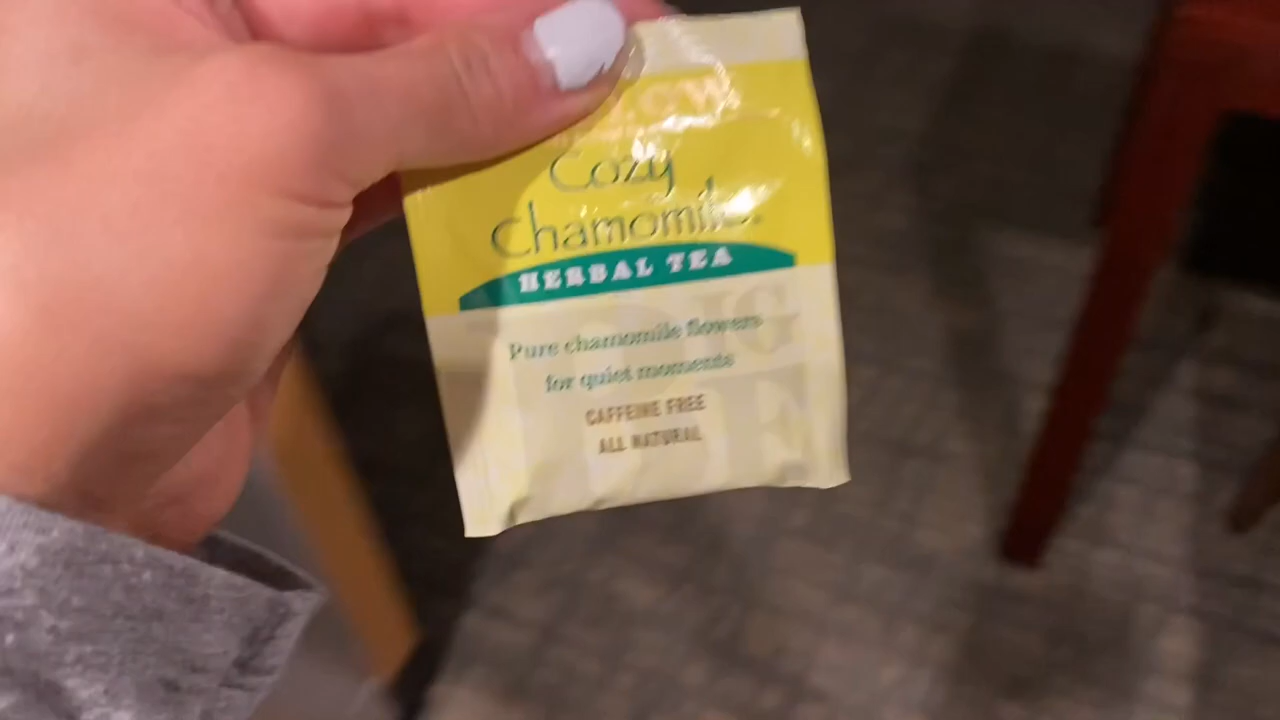 Cozy
Chamomile.
HERBAL TEA
Pure chamomile flowers
for quiet moments
CAFFEINE FREE
ALL NATURAL